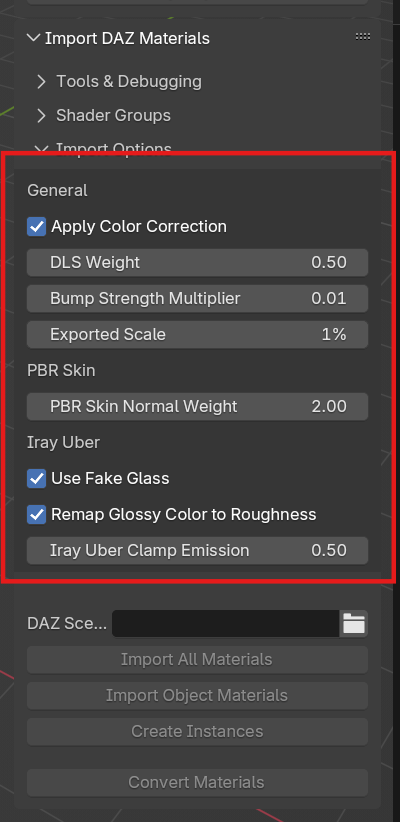 Import DAZ Materials
Tools & Debugging
Shader Groups
Import Options
General
Apply Color Correction
DLS Weight 0.50
Bump Strength Multiplier 0.01
Exported Scale 1%
PBR Skin
PBR Skin Normal Weight 2.00
Iray Uber
Use Fake Glass
Remap Glossy Color to Roughness
Iray Uber Clamp Emission 0.50
DAZ Sce...
Import All Materials
Import Object Materials
Create Instances
Convert Materials